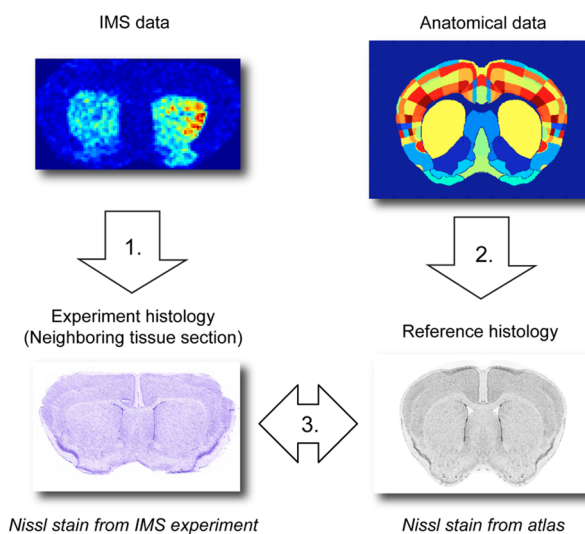 IMS data
Anatomical data
1.
2.
Experiment histology
(Neighboring tissue section)
Reference histology
3.
Nissl stain from IMS experiment
Nissl stain from atlas